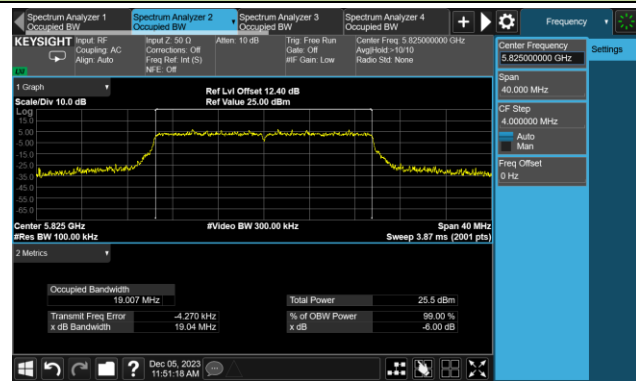 Spectrum Analyzer 1
Occupied BW
Spectrum Analyzer 2
Occupied BW
Spectrum Analyzer 3
Occupied BW
Spectrum Analyzer 4
Occupied BW
Frequency
KEYSIGHT
Input: RF
Coupling: AC
Align: Auto
Input Z: 50 Ω
Corrections: Off
Freq Ref: Int (S)
NFE: Off
Atten: 10 dB
Trig: Free Run
Gate: Off
#IF Gain: Low
Center Freq: 5.825000000 GHz
Avg|Hold:>10/10
Radio Std: None
Center Frequency
5.825000000 GHz
Settings
Span
40.000 MHz
CF Step
4.000000 MHz
Auto
Man
Freq Offset
0 Hz
1 Graph
Scale/Div 10.0 dB
Ref Lvl Offset 12.40 dB
Ref Value 25.00 dBm
Log
15.0
5.00
-5.00
-15.0
-25.0
-35.0
-45.0
-55.0
-65.0
Center 5.825 GHz
#Res BW 100.00 kHz
#Video BW 300.00 kHz
Span 40 MHz
Sweep 3.87 ms (2001 pts)
2 Metrics
Occupied Bandwidth
19.007 MHz
Total Power 25.5 dBm
Transmit Freq Error -4.270 kHz
% of OBW Power 99.00 %
x dB Bandwidth 19.04 MHz
x dB -6.00 dB
?
Dec 05, 2023
11:51:18 AM